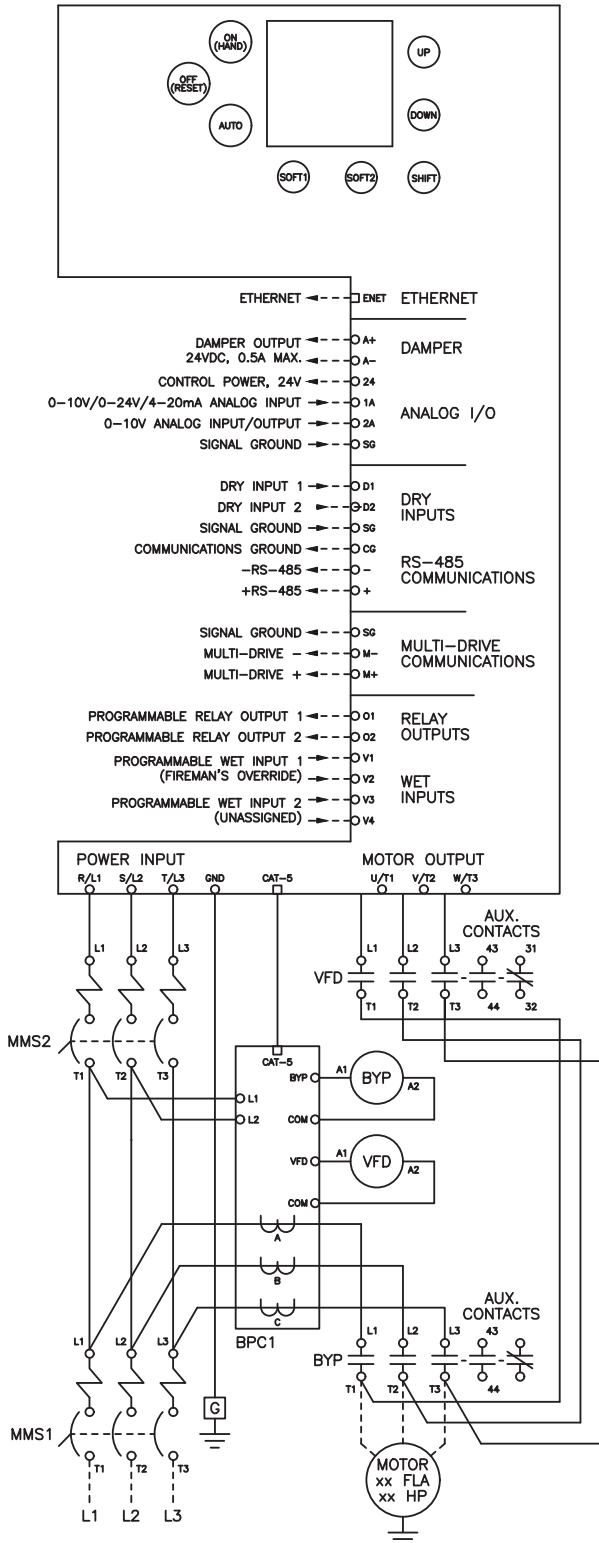 ON
(HAND)
OFF
(RESET)
AUTO
UP
DOWN
SOFT1 SOFT2 SHIFT
ETHERNET ENET ETHERNET
DAMPER OUTPUT A+ DAMPER
24VDC, 0.5A MAX. A-
CONTROL POWER, 24V 24
0-10V/0-24V/4-20mA ANALOG INPUT 1A ANALOG I/O
0-10V ANALOG INPUT/OUTPUT 2A
SIGNAL GROUND SG
DRY INPUT 1 D1 DRY
DRY INPUT 2 D2 INPUTS
SIGNAL GROUND SG
COMMUNICATIONS GROUND CG
-RS-485 - RS-485
+RS-485 + COMMUNICATIONS
SIGNAL GROUND SG
MULTI-DRIVE - M- MULTI-DRIVE
MULTI-DRIVE + M+ COMMUNICATIONS
PROGRAMMABLE RELAY OUTPUT 1 O1 RELAY
PROGRAMMABLE RELAY OUTPUT 2 O2 OUTPUTS
PROGRAMMABLE WET INPUT 1 V1
(FIREMAN'S OVERRIDE) V2 WET
PROGRAMMABLE WET INPUT 2 V3 INPUTS
(UNASSIGNED) V4
POWER INPUT MOTOR OUTPUT
R/L1 S/L2 T/L3 GND CAT-5 U/T1 V/T2 W/T3
AUX.
CONTACTS
L1 L2 L3 L1 L2 L3 43 31
VFD
T1 T2 T3 44 32
MMS2
T1 T2 T3
CAT-5
BYP A1 BYP A2
L1
L2 COM
VFD A1 VFD A2
COM
A
B
C
BPC1
AUX.
CONTACTS
L1 L2 L3 L1 L2 L3 43
BYP
T1 T2 T3 44
G
MMS1
T1 T2 T3
L1 L2 L3
MOTOR
xx FLA
xx HP